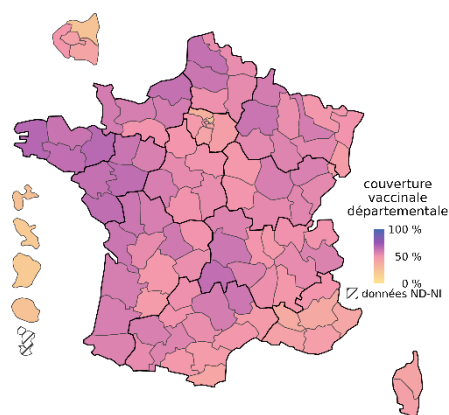 couverture
vaccinale
départementale
100 %
50 %
0 %
données ND-NI